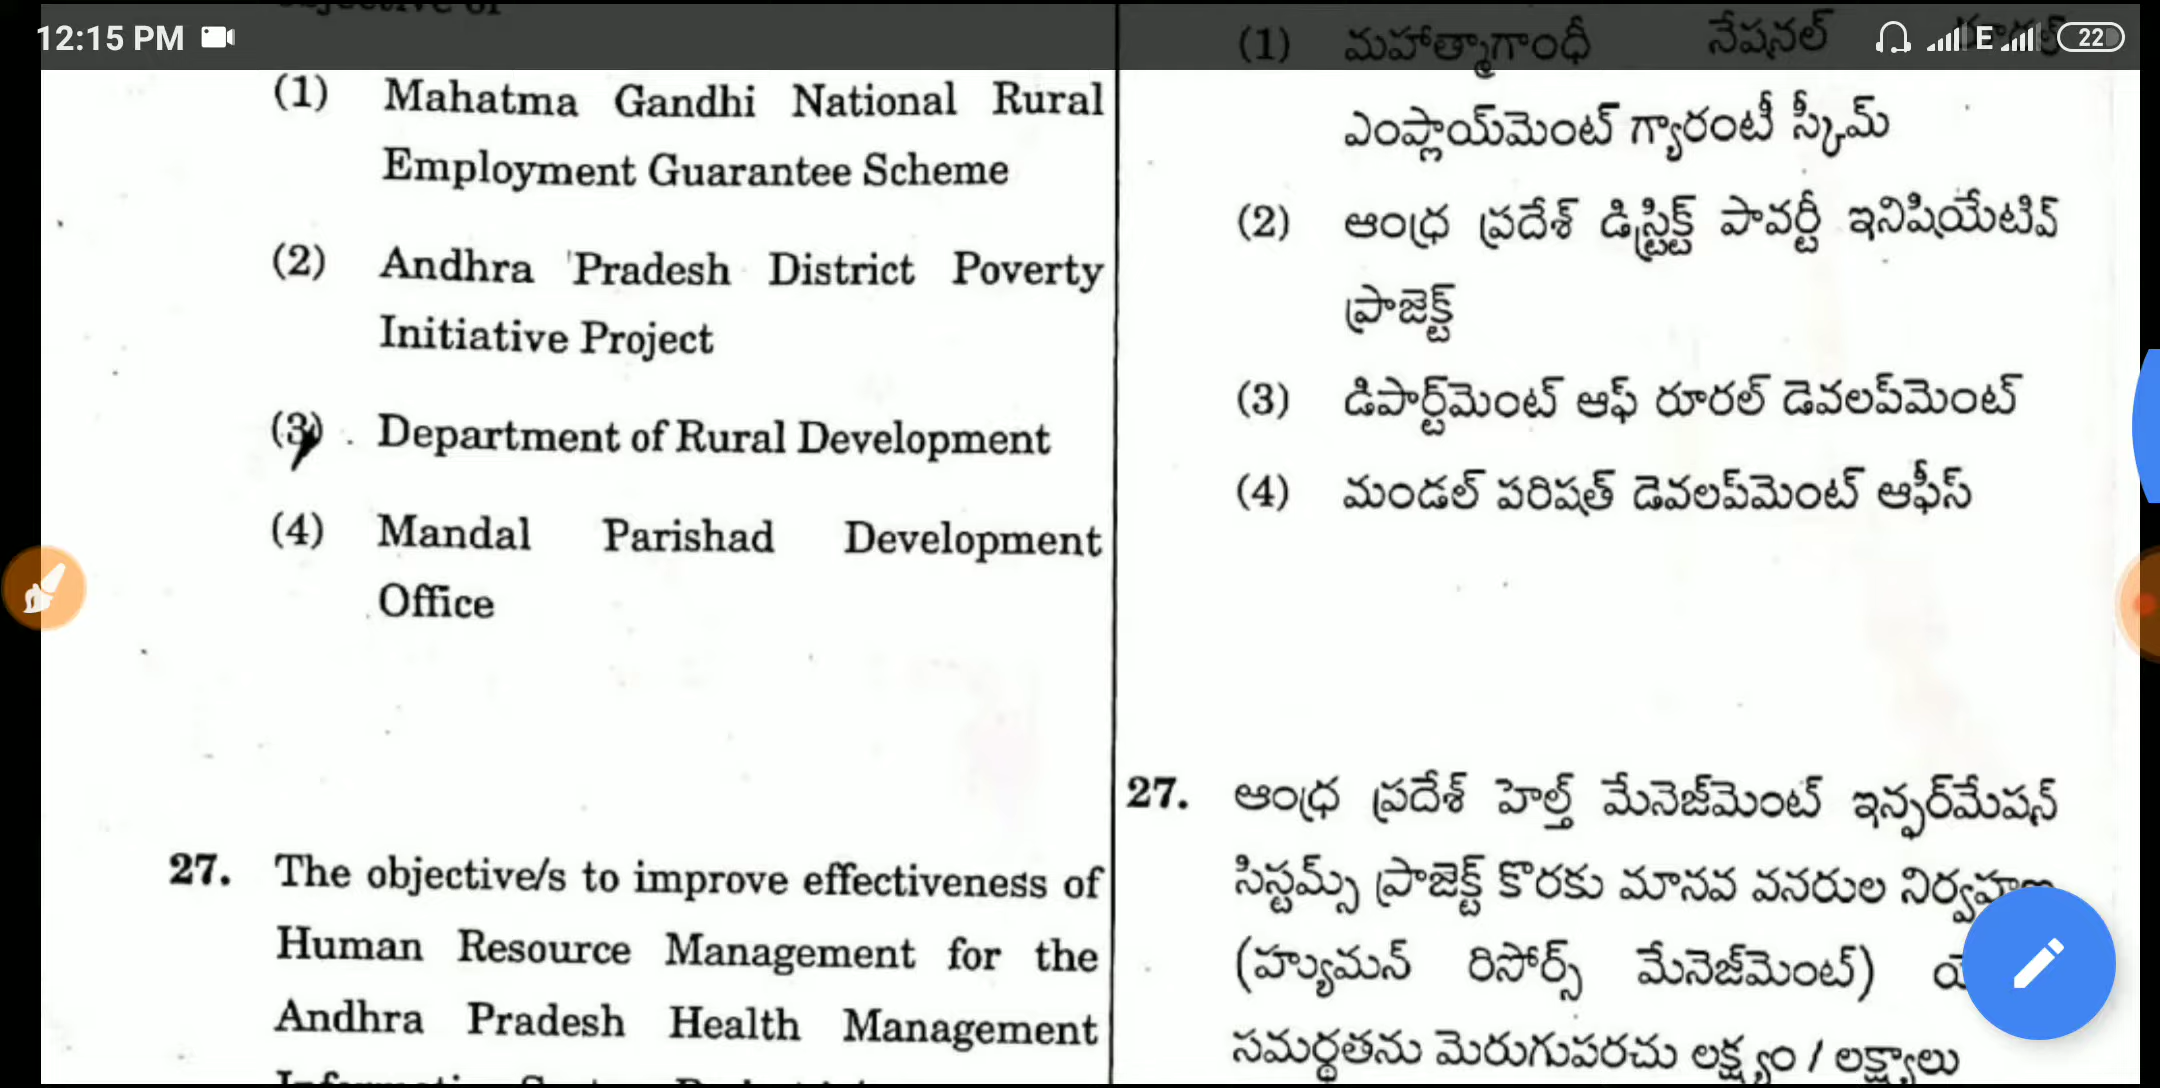 12:15 PM
E
22
objective of
(1) Mahatma Gandhi National Rural
Employment Guarantee Scheme
(2) Andhra Pradesh District Poverty
Initiative Project
(3) Department of Rural Development
(4) Mandal Parishad Development
Office
27. The objective/s to improve effectiveness of
Human Resource Management for the
Andhra Pradesh Health Management
(1) మహాత్మాగాంధీ నేషనల్ రూరల్
ఎంప్లాయ్‌మెంట్ గ్యారంటీ స్కీమ్
(2) ఆంధ్ర ప్రదేశ్ డిస్ట్రిక్ట్ పావర్టీ ఇనిషియేటివ్
ప్రాజెక్ట్
(3) డిపార్ట్‌మెంట్ ఆఫ్ రూరల్ డెవలప్‌మెంట్
(4) మండల్ పరిషత్ డెవలప్‌మెంట్ ఆఫీస్
27. ఆంధ్ర ప్రదేశ్ హెల్త్ మేనెజ్‌మెంట్ ఇన్ఫర్‌మేషన్
సిస్టమ్స్ ప్రాజెక్ట్ కొరకు మానవ వనరుల నిర్వహణ
(హ్యుమన్ రిసోర్స్ మేనెజ్‌మెంట్)
సమర్థతను మెరుగుపరచు లక్ష్యం / లక్ష్యాలు